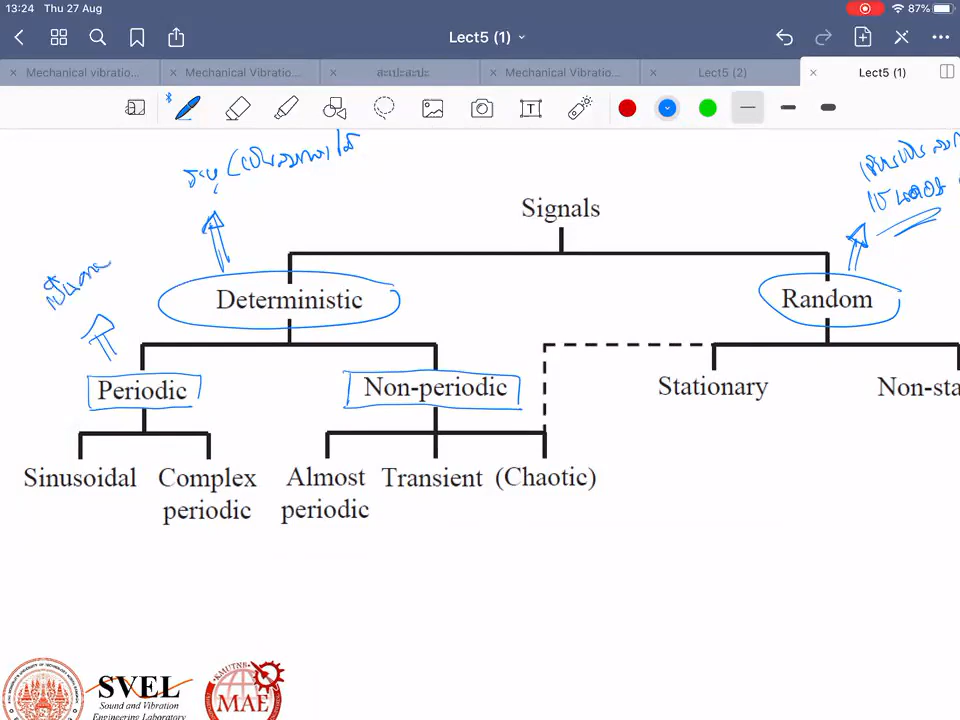 13:24 Thu 27 Aug
87%
Lect5 (1)
Mechanical vibratio...
Mechanical Vibratio...
Mechanical Vibratio...
Lect5 (2)
Lect5 (1)
Signals
Deterministic
Random
Periodic
Non-periodic
Stationary
Non-sta
Sinusoidal
Complex
periodic
Almost
periodic
Transient
(Chaotic)
SVEL
Sound and Vibration
Engineering Laboratory
KMUTNB
MAE